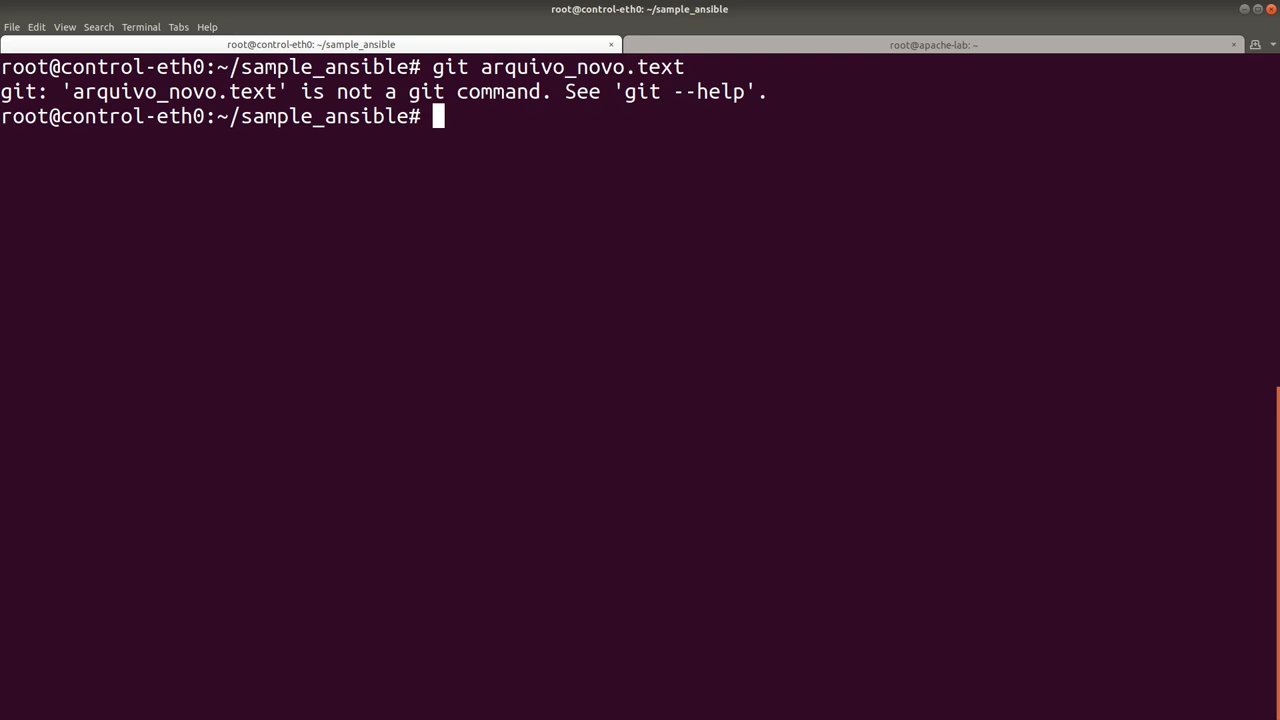 root@control-eth0: ~/sample_ansible
File Edit View Search Terminal Tabs Help
root@control-eth0: ~/sample_ansible × root@apache-lab: ~ ×
root@control-eth0:~/sample_ansible# git arquivo_novo.text
git: 'arquivo_novo.text' is not a git command. See 'git --help'.
root@control-eth0:~/sample_ansible#